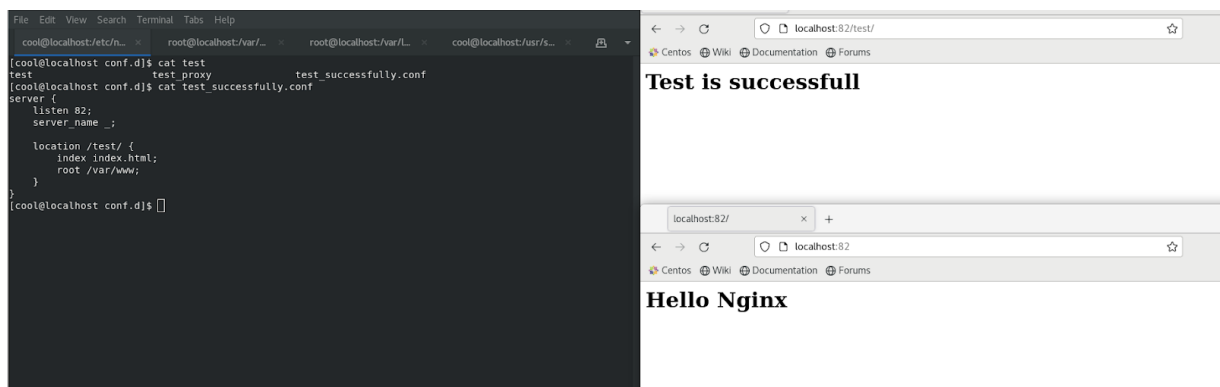 File Edit View Search Terminal Tabs Help
cool@localhost:/etc/n... × root@localhost:/var/... × root@localhost:/var/l... × cool@localhost:/usr/s... ×
[cool@localhost conf.d]$ cat test
test test_proxy test_successfully.conf
[cool@localhost conf.d]$ cat test_successfully.conf
server {
    listen 82;
    server_name _;

    location /test/ {
        index index.html;
        root /var/www;
    }
}
[cool@localhost conf.d]$
localhost:82/test/
Centos Wiki Documentation Forums
Test is successfull
localhost:82/ × +
localhost:82
Centos Wiki Documentation Forums
Hello Nginx